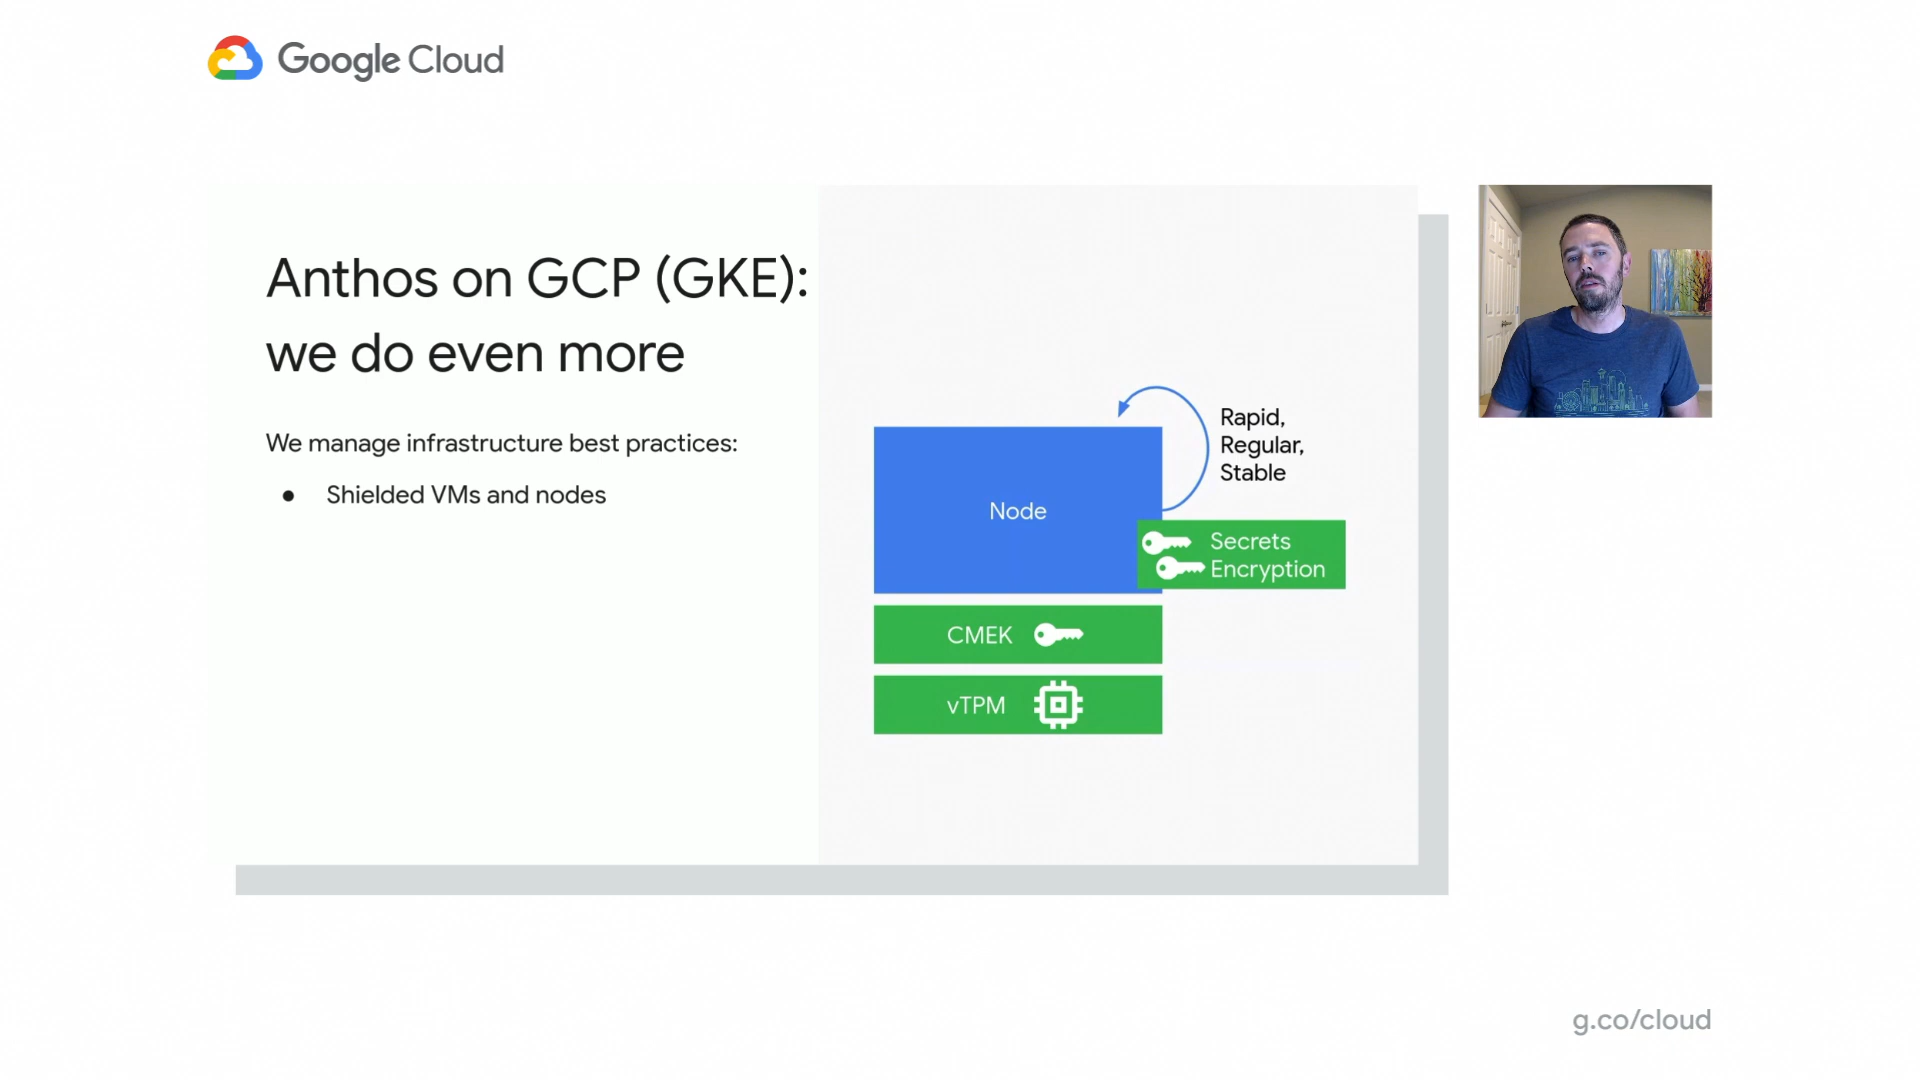 Google Cloud
Anthos on GCP (GKE):
we do even more
We manage infrastructure best practices:
● Shielded VMs and nodes
Rapid,
Regular,
Stable
Node
Secrets
Encryption
CMEK
vTPM
g.co/cloud